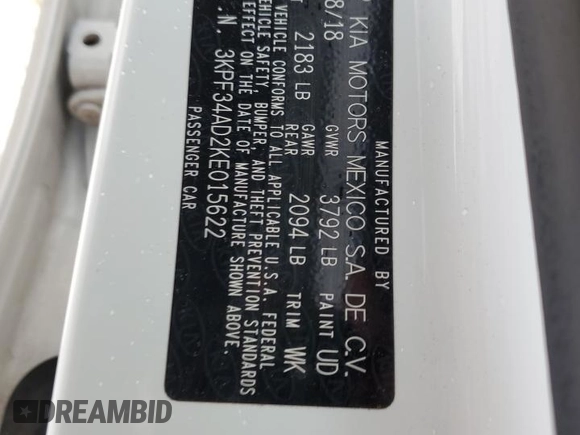 MANUFACTURED BY
KIA MOTORS MEXICO S.A. DE C.V.
8/18 GVWR 3792 LB PAINT UD
2183 LB GAWR REAR 2094 LB TRIM WK
VEHICLE CONFORMS TO ALL APPLICABLE U.S.A. FEDERAL
VEHICLE SAFETY, BUMPER, AND THEFT PREVENTION STANDARDS
EFFECT ON THE DATE OF MANUFACTURE SHOWN ABOVE.
.N. 3KPF34AD2KE015622
PASSENGER CAR
DREAMBID